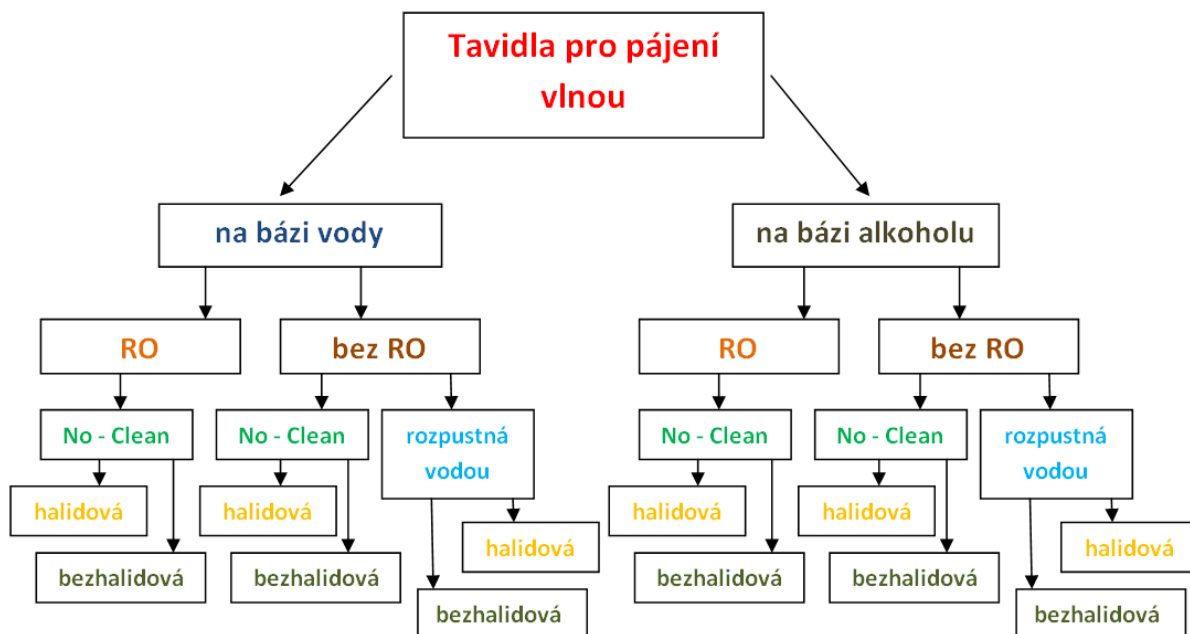 Tavidla pro pájení
vlnou
na bázi vody
na bázi alkoholu
RO
bez RO
RO
bez RO
No - Clean
No - Clean
rozpustná
vodou
No - Clean
No - Clean
rozpustná
vodou
halidová
halidová
halidová
halidová
halidová
halidová
bezhalidová
bezhalidová
bezhalidová
bezhalidová
bezhalidová
bezhalidová